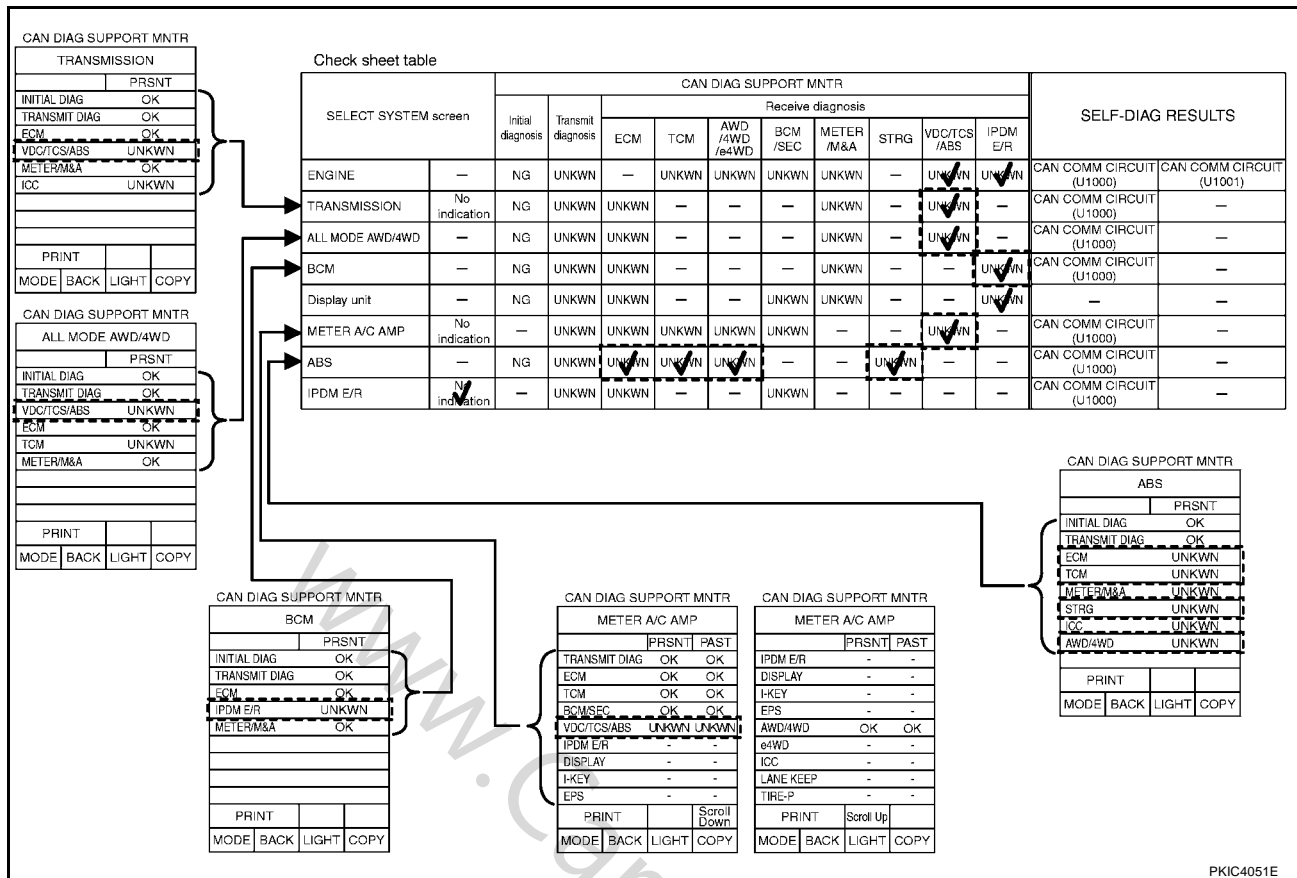 CAN DIAG SUPPORT MNTR
TRANSMISSION
PRSNT
INITIAL DIAG OK
TRANSMIT DIAG OK
ECM OK
VDC/TCS/ABS UNKWN
METER/M&A OK
ICC UNKWN
PRINT
MODE BACK LIGHT COPY
CAN DIAG SUPPORT MNTR
ALL MODE AWD/4WD
PRSNT
INITIAL DIAG OK
TRANSMIT DIAG OK
VDC/TCS/ABS UNKWN
ECM OK
TCM UNKWN
METER/M&A OK
PRINT
MODE BACK LIGHT COPY
Check sheet table
SELECT SYSTEM screen
CAN DIAG SUPPORT MNTR
SELF-DIAG RESULTS
Initial diagnosis
Transmit diagnosis
Receive diagnosis
ECM TCM AWD /4WD /e4WD BCM /SEC METER /M&A STRG VDC/TCS /ABS IPDM E/R
ENGINE — NG UNKWN — UNKWN UNKWN UNKWN UNKWN — UNKWN UNKWN CAN COMM CIRCUIT (U1000) CAN COMM CIRCUIT (U1001)
TRANSMISSION No indication NG UNKWN UNKWN — — — UNKWN — UNKWN — CAN COMM CIRCUIT (U1000) —
ALL MODE AWD/4WD — NG UNKWN UNKWN — — — UNKWN — UNKWN — CAN COMM CIRCUIT (U1000) —
BCM — NG UNKWN UNKWN — — — UNKWN — — UNKWN CAN COMM CIRCUIT (U1000) —
Display unit — NG UNKWN UNKWN — — UNKWN UNKWN — — UNKWN — —
METER A/C AMP No indication — UNKWN UNKWN UNKWN UNKWN UNKWN — — UNKWN — CAN COMM CIRCUIT (U1000) —
ABS — NG UNKWN UNKWN UNKWN UNKWN — — UNKWN — — CAN COMM CIRCUIT (U1000) —
IPDM E/R No indication — UNKWN UNKWN — — UNKWN — — — — CAN COMM CIRCUIT (U1000) —
CAN DIAG SUPPORT MNTR
ABS
PRSNT
INITIAL DIAG OK
TRANSMIT DIAG OK
ECM UNKWN
TCM UNKWN
METER/M&A UNKWN
STRG UNKWN
ICC UNKWN
AWD/4WD UNKWN
PRINT
MODE BACK LIGHT COPY
CAN DIAG SUPPORT MNTR
BCM
PRSNT
INITIAL DIAG OK
TRANSMIT DIAG OK
ECM OK
IPDM E/R UNKWN
METER/M&A OK
PRINT
MODE BACK LIGHT COPY
CAN DIAG SUPPORT MNTR
METER A/C AMP
PRSNT PAST
TRANSMIT DIAG OK OK
ECM OK OK
TCM OK OK
BCM/SEC OK OK
VDC/TCS/ABS UNKWN UNKWN
IPDM E/R - -
DISPLAY - -
I-KEY - -
EPS - -
PRINT Scroll Down
MODE BACK LIGHT COPY
CAN DIAG SUPPORT MNTR
METER A/C AMP
PRSNT PAST
IPDM E/R - -
DISPLAY - -
I-KEY - -
EPS - -
AWD/4WD OK OK
e4WD - -
ICC - -
LANE KEEP - -
TIRE-P - -
PRINT Scroll Up
MODE BACK LIGHT COPY
PKIC4051E